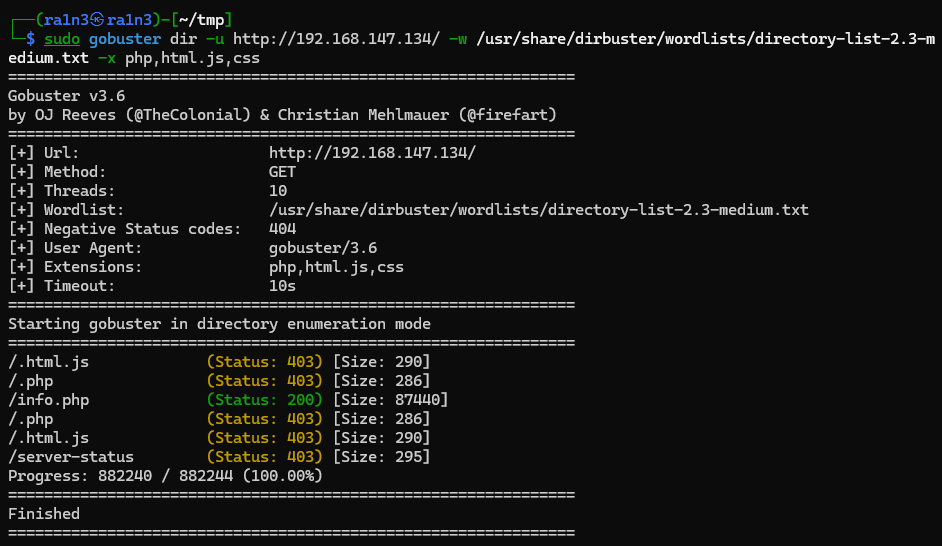 ┌──(ra1n3㉿ra1n3)-[~/tmp]
└─$ sudo gobuster dir -u http://192.168.147.134/ -w /usr/share/dirbuster/wordlists/directory-list-2.3-m
edium.txt -x php,html.js,css
===============================================================
Gobuster v3.6
by OJ Reeves (@TheColonial) & Christian Mehlmauer (@firefart)
===============================================================
[+] Url:                     http://192.168.147.134/
[+] Method:                  GET
[+] Threads:                 10
[+] Wordlist:                /usr/share/dirbuster/wordlists/directory-list-2.3-medium.txt
[+] Negative Status codes:   404
[+] User Agent:              gobuster/3.6
[+] Extensions:              php,html.js,css
[+] Timeout:                 10s
===============================================================
Starting gobuster in directory enumeration mode
===============================================================
/.html.js             (Status: 403) [Size: 290]
/.php                 (Status: 403) [Size: 286]
/info.php             (Status: 200) [Size: 87440]
/.php                 (Status: 403) [Size: 286]
/.html.js             (Status: 403) [Size: 290]
/server-status        (Status: 403) [Size: 295]
Progress: 882240 / 882244 (100.00%)
===============================================================
Finished
===============================================================